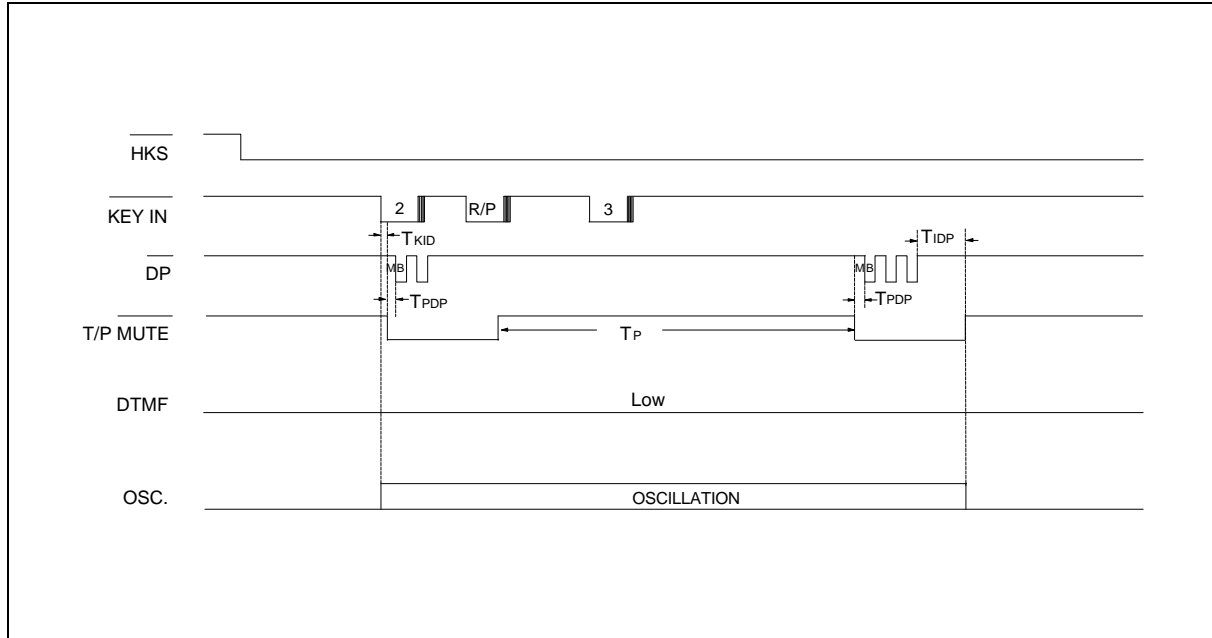 HKS
KEY IN
2
R/P
3
TKID
TIDP
DP
MB
MB
TPDP
TPDP
T/P MUTE
TP
DTMF
Low
OSC.
OSCILLATION